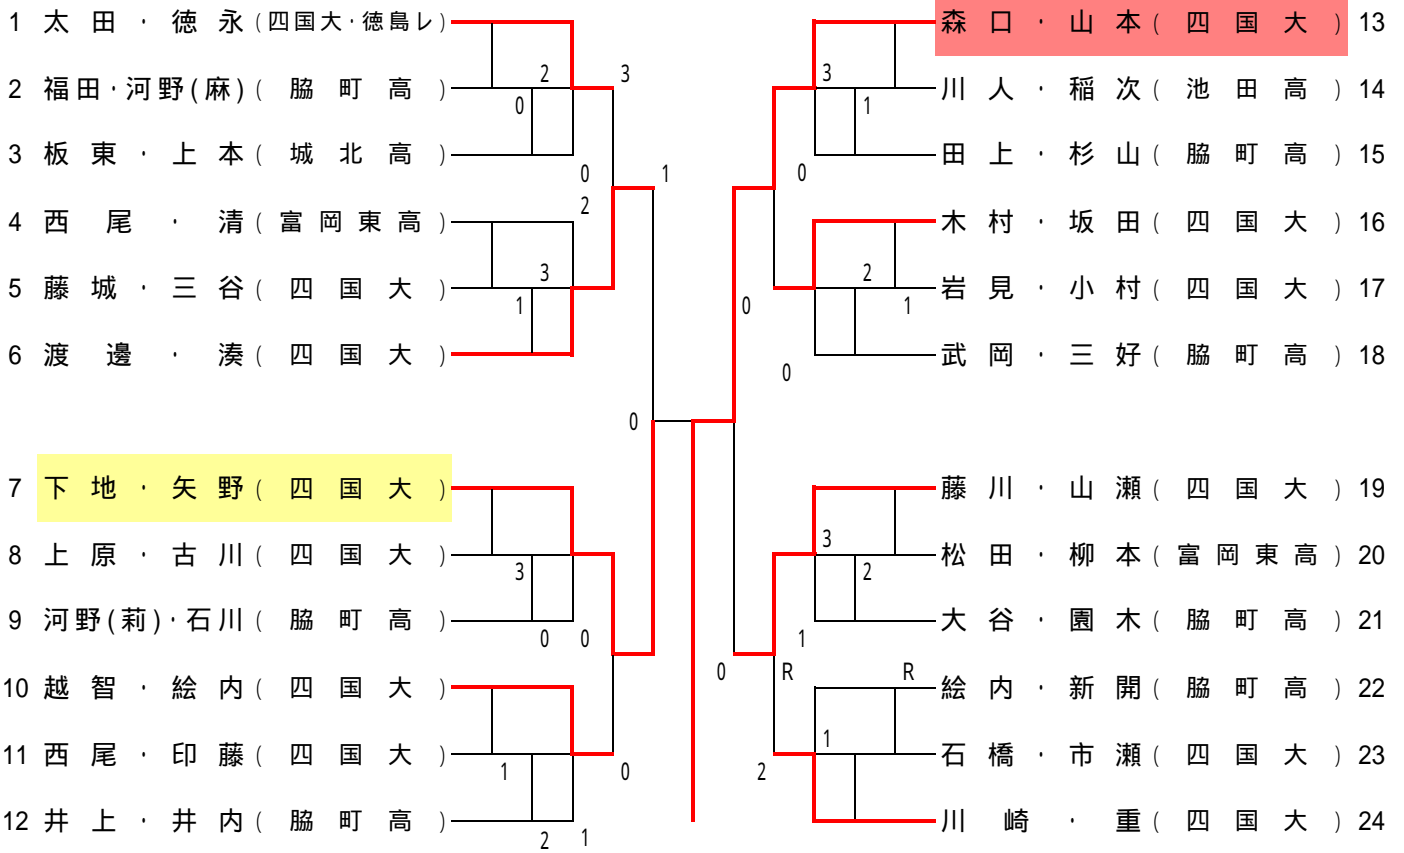 1 太田・徳永(四国大・徳島レ)
2
3
0
2 福田・河野(麻)(脇町高)
3 板東・上本(城北高)
0
1
2
4 西尾・清(富岡東高)
3
5 藤城・三谷(四国大)
1
6 渡邊・湊(四国大)
0
7 下地・矢野(四国大)
8 上原・古川(四国大)
3
9 河野(莉)・石川(脇町高)
0
0
10 越智・絵内(四国大)
11 西尾・印藤(四国大)
1
0
12 井上・井内(脇町高)
2
1
森口・山本(四国大) 13
3
川人・稲次(池田高) 14
1
田上・杉山(脇町高) 15
0
木村・坂田(四国大) 16
2
岩見・小村(四国大) 17
0
1
武岡・三好(脇町高) 18
0
藤川・山瀬(四国大) 19
3
松田・柳本(富岡東高) 20
2
大谷・園木(脇町高) 21
1
0
R
R
絵内・新開(脇町高) 22
1
石橋・市瀬(四国大) 23
2
川崎・重(四国大) 24